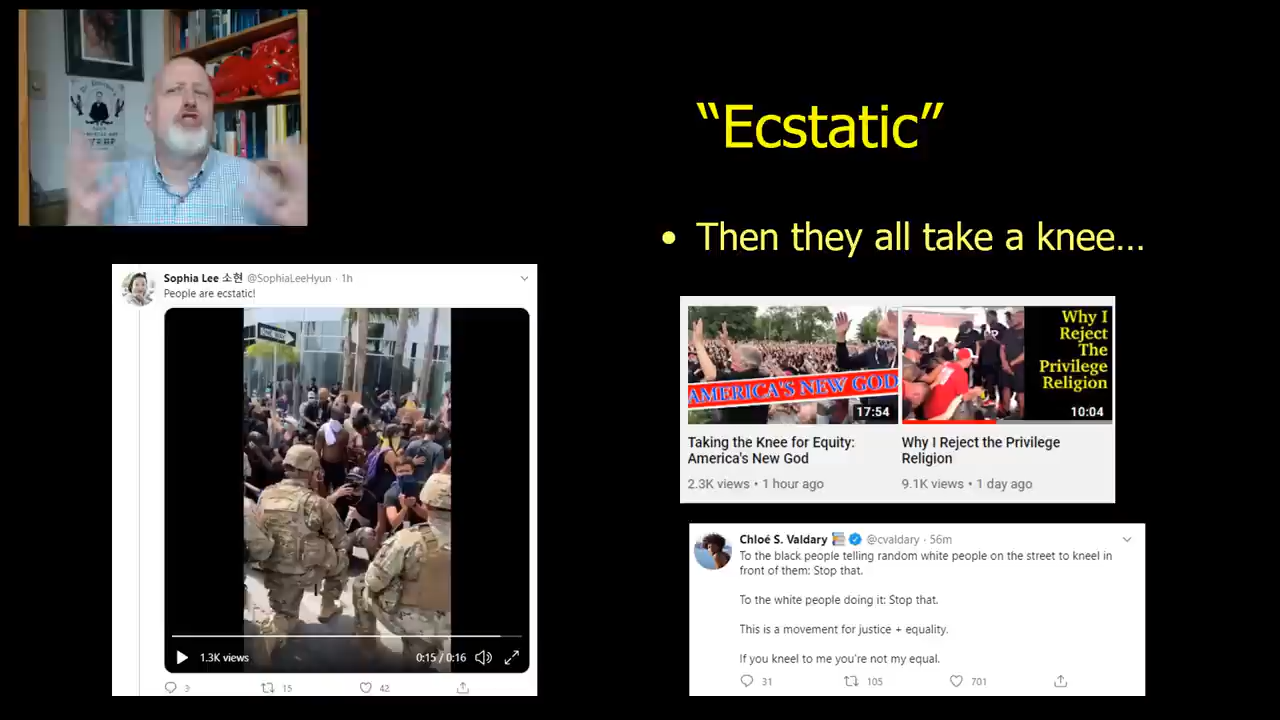 “Ecstatic”
• Then they all take a knee...
Sophia Lee 소현 @SophiaLeeHyun · 1h
People are ecstatic!
1.3K views
0:15 / 0:16
3 15 42
AMERICA'S NEW GOD
17:54
Why I
Reject
The
Privilege
Religion
10:04
Taking the Knee for Equity:
America's New God
2.3K views • 1 hour ago
Why I Reject the Privilege
Religion
9.1K views • 1 day ago
Chloé S. Valdary @cvaldary · 56m
To the black people telling random white people on the street to kneel in
front of them: Stop that.
To the white people doing it: Stop that.
This is a movement for justice + equality.
If you kneel to me you're not my equal.
31 105 701